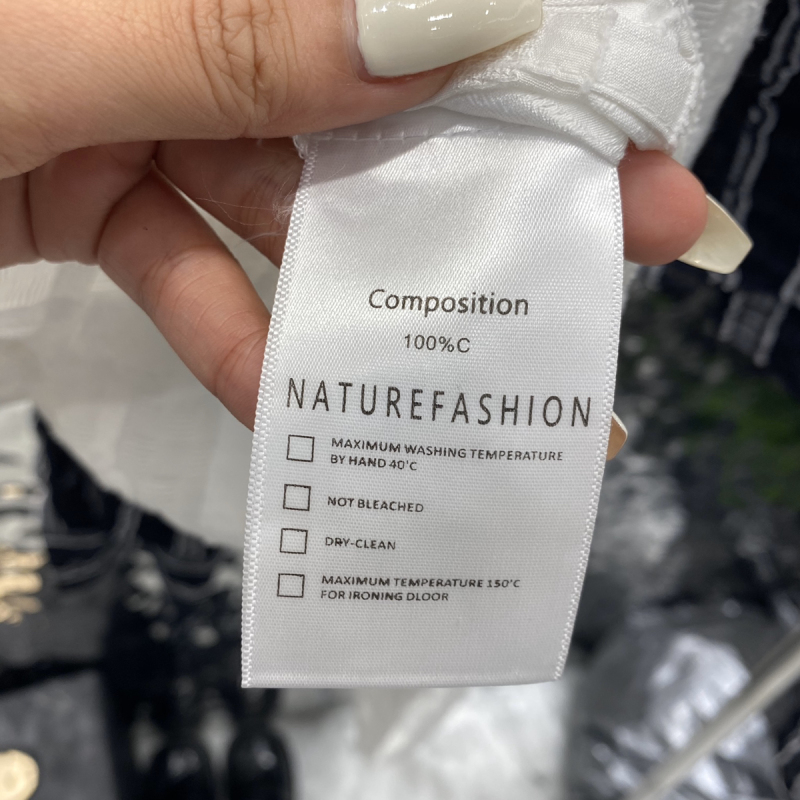 Composition
100%C
NATUREFASHION
MAXIMUM WASHING TEMPERATURE
BY HAND 40'C
NOT BLEACHED
DRY-CLEAN
MAXIMUM TEMPERATURE 150'C
FOR IRONING DLOOR